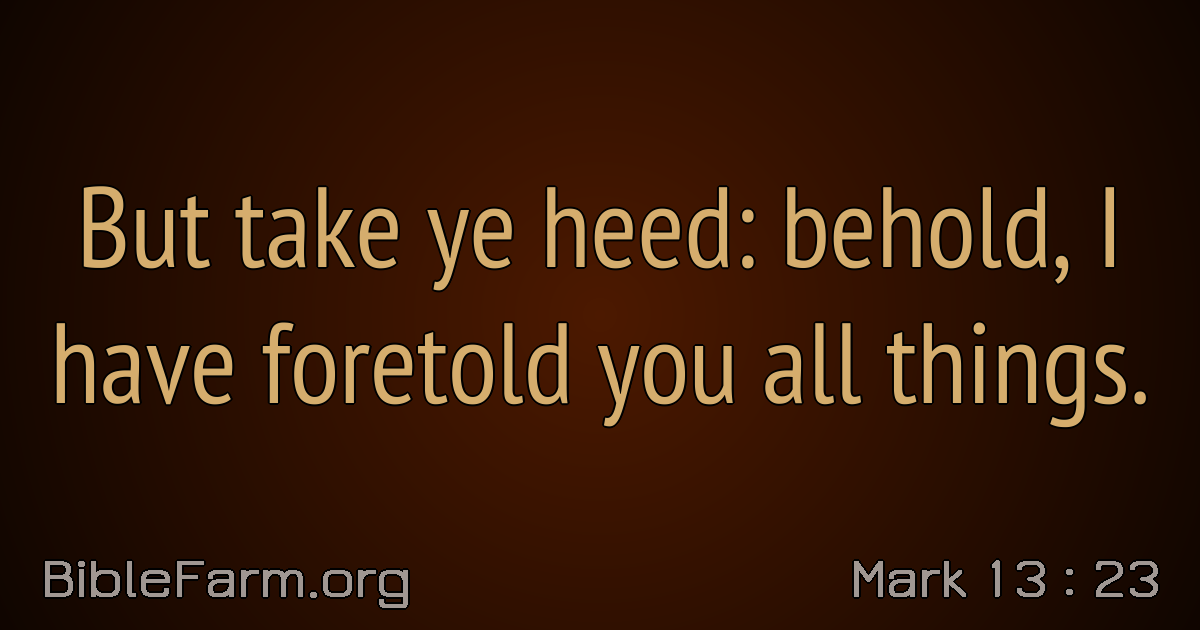 But take ye heed: behold, I
have foretold you all things.
BibleFarm.org
Mark 13 : 23